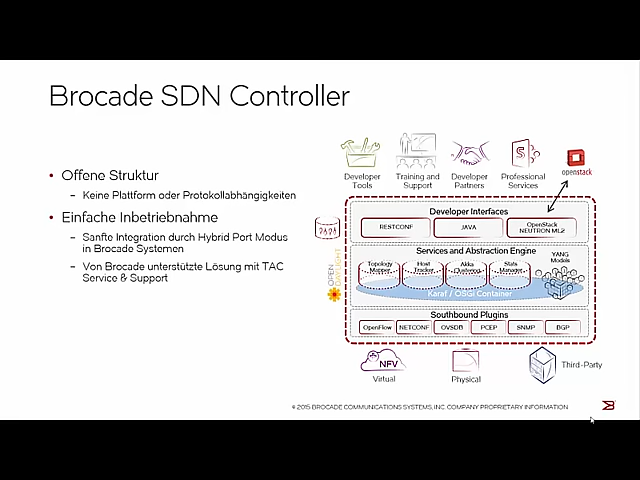 Brocade SDN Controller
• Offene Struktur
– Keine Plattform oder Protokollabhängigkeiten
• Einfache Inbetriebnahme
– Sanfte Integration durch Hybrid Port Modus
in Brocade Systemen
– Von Brocade unterstützte Lösung mit TAC
Service & Support
Developer
Tools
Training and
Support
Developer
Partners
Professional
Services
openstack
Developer Interfaces
RESTCONF
JAVA
OpenStack
NEUTRON ML2
OPEN
DAYLIGHT
Services and Abstraction Engine
Topology
Mapper
Host
Tracker
Akka
Clustering
Stats
Manager
YANG
Models
Karaf / OSGi Container
Southbound Plugins
OpenFlow
NETCONF
OVSDB
PCEP
SNMP
BGP
NFV
Virtual
Physical
Third-Party
© 2015 BROCADE COMMUNICATIONS SYSTEMS, INC. COMPANY PROPRIETARY INFORMATION